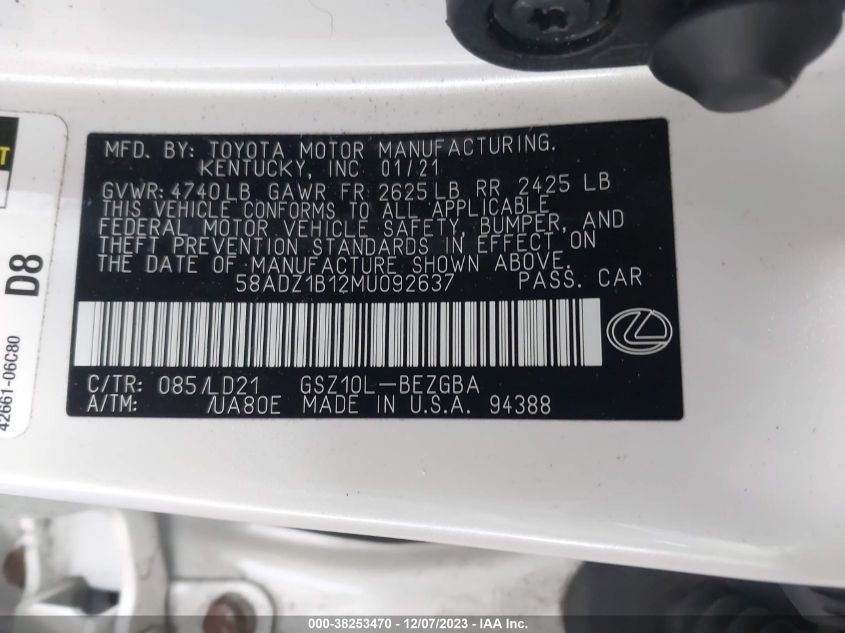 MFD. BY: TOYOTA MOTOR MANUFACTURING.
KENTUCKY, INC 01/21
GVWR: 4740LB GAWR FR 2625 LB RR 2425 LB
THIS VEHICLE CONFORMS TO ALL APPLICABLE
FEDERAL MOTOR VEHICLE SAFETY, BUMPER, AND
THEFT PREVENTION STANDARDS IN EFFECT ON
THE DATE OF MANUFACTURE SHOWN ABOVE.
58ADZ1B12MU092637 PASS. CAR
C/TR: 085/LD21 GSZ10L-BEZGBA
A/TM: /UA80E MADE IN U.S.A. 94388
D8
42661-06C80
000-38253470 - 12/07/2023 - IAA Inc.